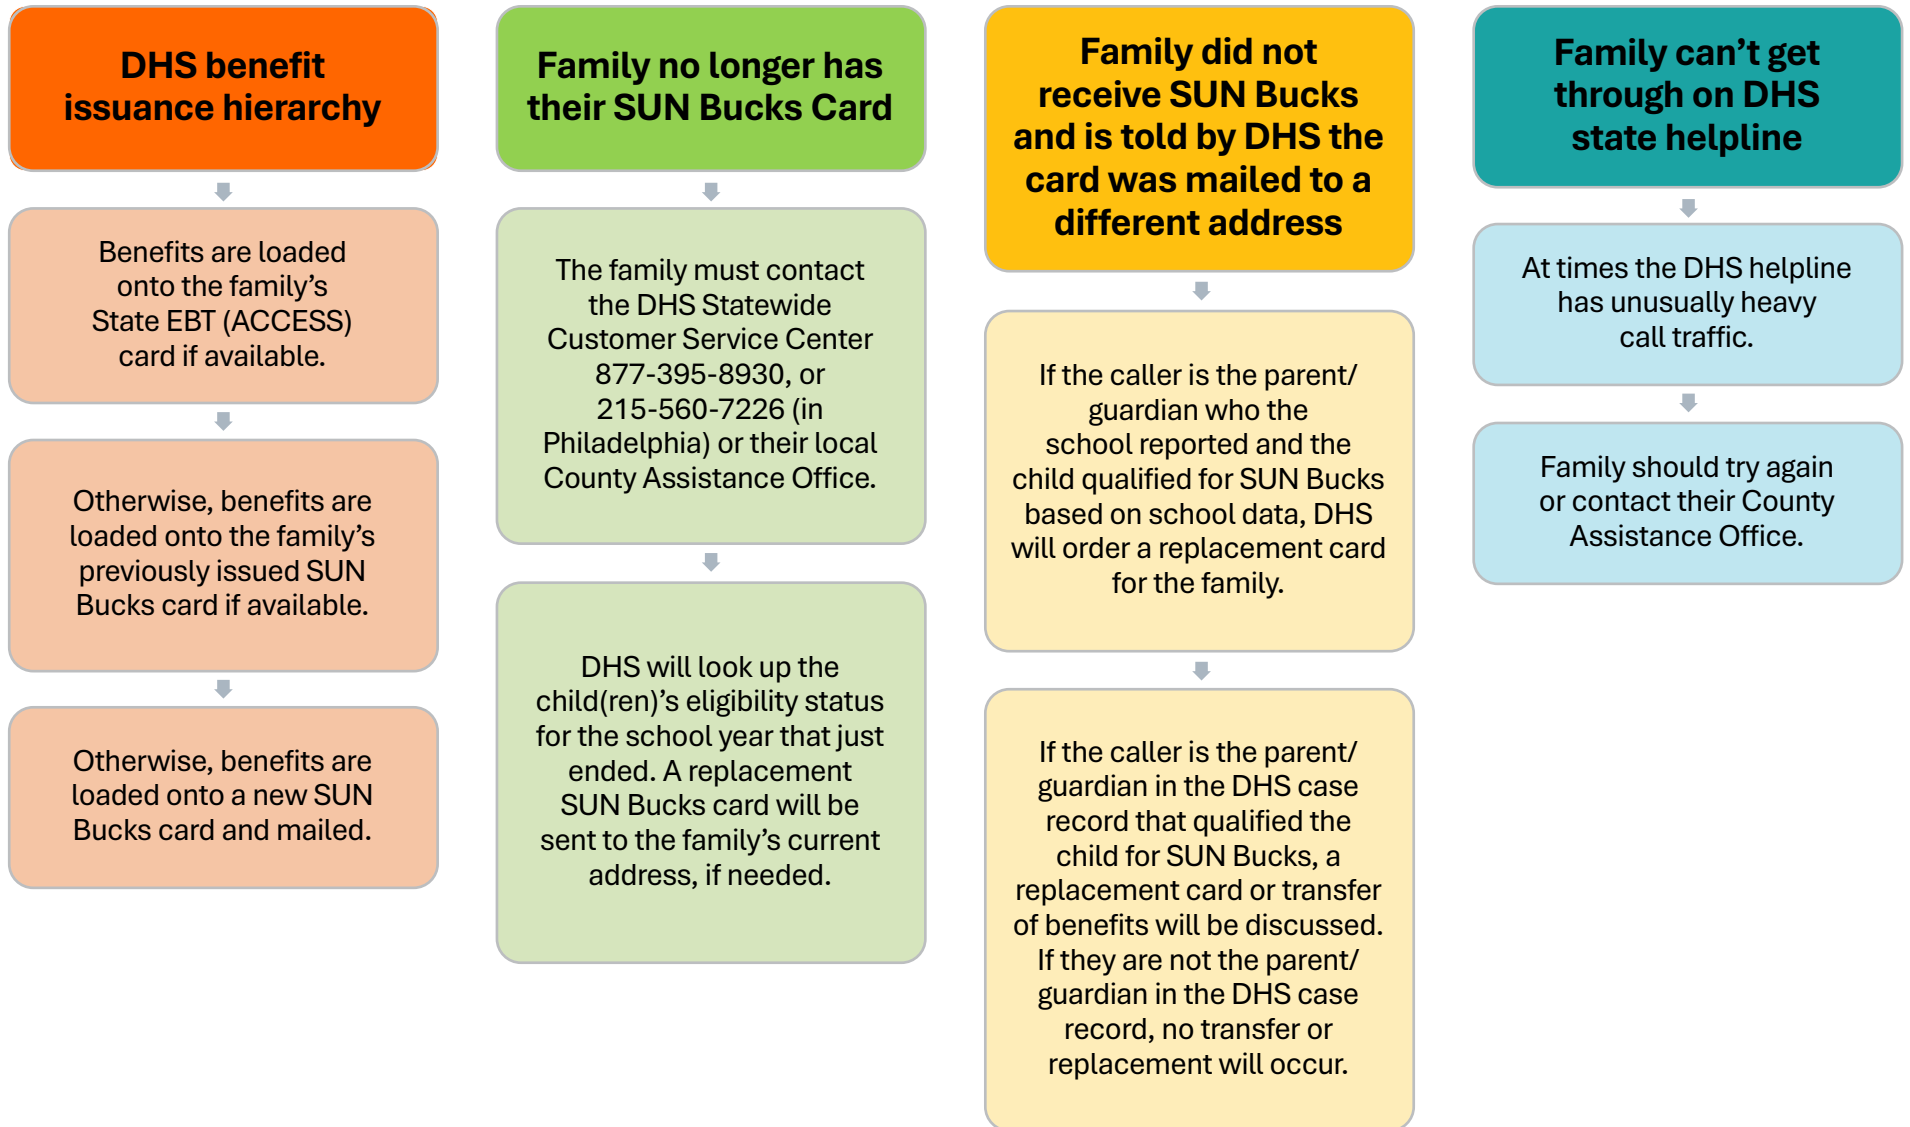 DHS benefit
issuance hierarchy
Benefits are loaded
onto the family’s
State EBT (ACCESS)
card if available.
Otherwise, benefits are
loaded onto the family’s
previously issued SUN
Bucks card if available.
Otherwise, benefits are
loaded onto a new SUN
Bucks card and mailed.
Family no longer has
their SUN Bucks Card
The family must contact
the DHS Statewide
Customer Service Center
877-395-8930, or
215-560-7226 (in
Philadelphia) or their local
County Assistance Office.
DHS will look up the
child(ren)’s eligibility status
for the school year that just
ended. A replacement
SUN Bucks card will be
sent to the family’s current
address, if needed.
Family did not
receive SUN Bucks
and is told by DHS the
card was mailed to a
different address
If the caller is the parent/
guardian who the
school reported and the
child qualified for SUN Bucks
based on school data, DHS
will order a replacement card
for the family.
If the caller is the parent/
guardian in the DHS case
record that qualified the
child for SUN Bucks, a
replacement card or transfer
of benefits will be discussed.
If they are not the parent/
guardian in the DHS case
record, no transfer or
replacement will occur.
Family can’t get
through on DHS
state helpline
At times the DHS helpline
has unusually heavy
call traffic.
Family should try again
or contact their County
Assistance Office.